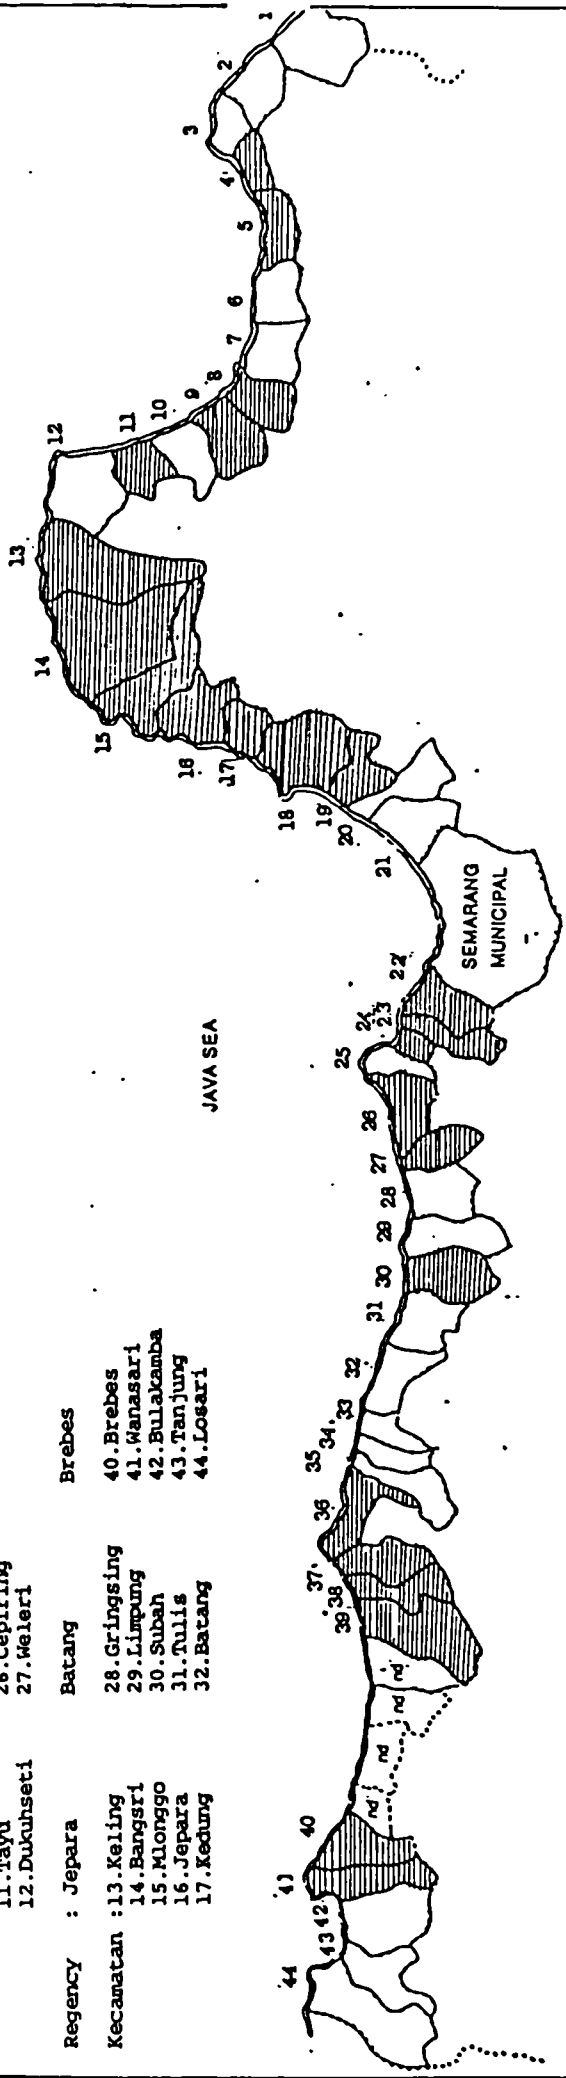 11.Tayu 26.Cepiring
12.Dukuhseti 27.Weleri
Regency : Jepara Batang Brebes
Kecamatan :13.Keling 28.Gringsing 40.Brebes
14.Bangsri 29.Limpung 41.Wanasari
15.Mlonggo 30.Subah 42.Bulakamba
16.Jepara 31.Tulis 43.Tanjung
17.Kedung 32.Batang 44.Losari
JAVA SEA
SEMARANG
MUNICIPAL
44
43
42
41
40
nd
nd
nd
nd
39
38
37
36
35
34
33
32
31
30
29
28
27
26
25
24
23
22
21
20
19
18
17
16
15
14
13
12
11
10
9
8
7
6
5
4
3
2
1